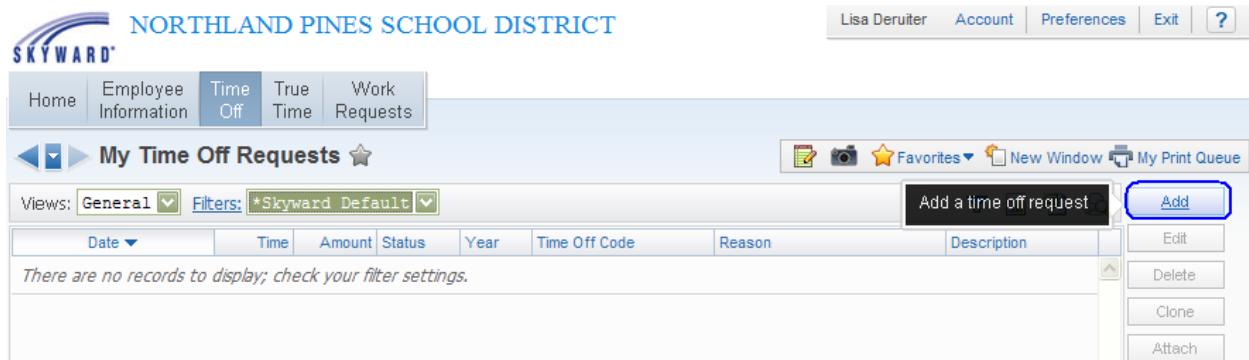 NORTHLAND PINES SCHOOL DISTRICT
Lisa Deruiter Account Preferences Exit ?
SKYWARD®
Home Employee Information Time Off True Time Work Requests
My Time Off Requests
Favorites New Window My Print Queue
Views: General Filters: *Skyward Default
Add a time off request Add
Date Time Amount Status Year Time Off Code Reason Description
Edit
There are no records to display; check your filter settings.
Delete
Clone
Attach